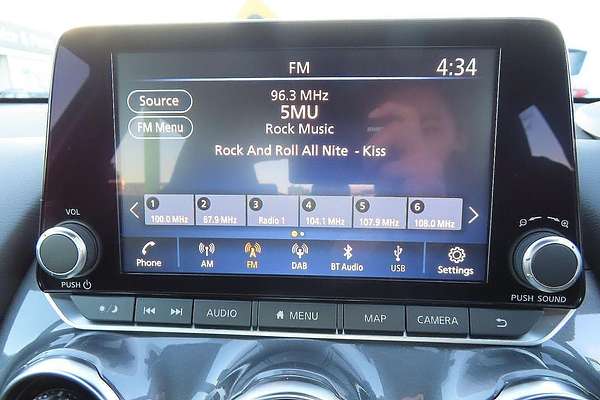 FM
4:34
Source
FM Menu
96.3 MHz
5MU
Rock Music
Rock And Roll All Nite - Kiss
1 2 3 4 5 6
100.0 MHz 87.9 MHz Radio 1 104.1 MHz 107.9 MHz 108.0 MHz
Phone AM FM DAB BT Audio USB Settings
VOL
PUSH
PUSH SOUND
AUDIO MENU MAP CAMERA